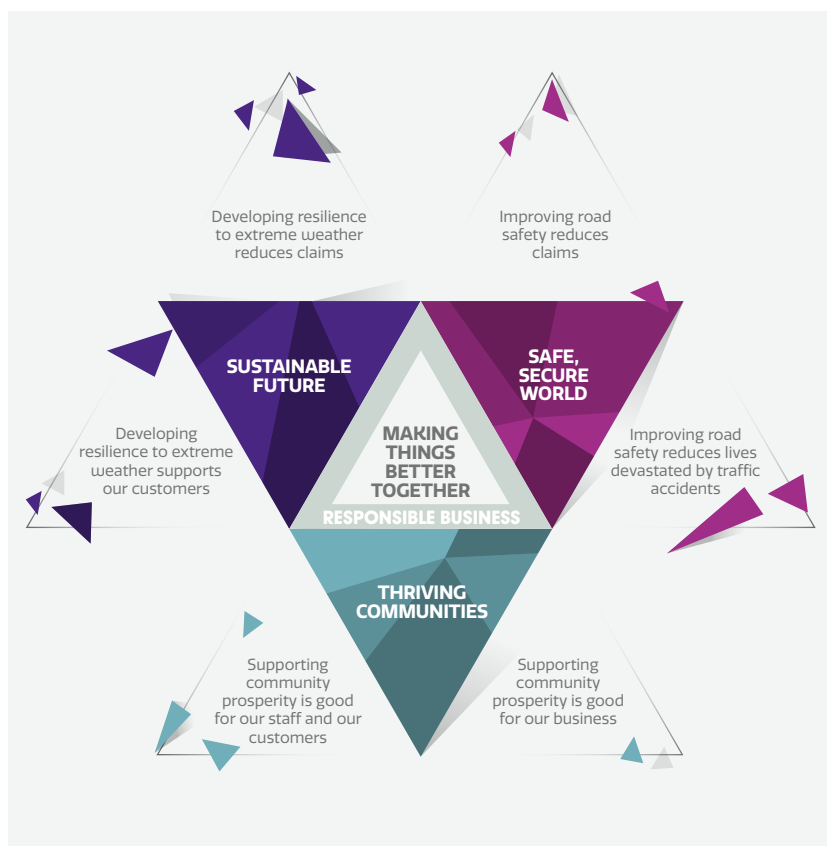 Developing resilience
to extreme weather
reduces claims
Improving road
safety reduces
claims
SUSTAINABLE
FUTURE
SAFE,
SECURE
WORLD
Developing
resilience to extreme
weather supports
our customers
MAKING
THINGS
BETTER
TOGETHER
RESPONSIBLE BUSINESS
Improving road
safety reduces lives
devastated by traffic
accidents
THRIVING
COMMUNITIES
Supporting
community
prosperity is good
for our staff and our
customers
Supporting
community
prosperity is good
for our business